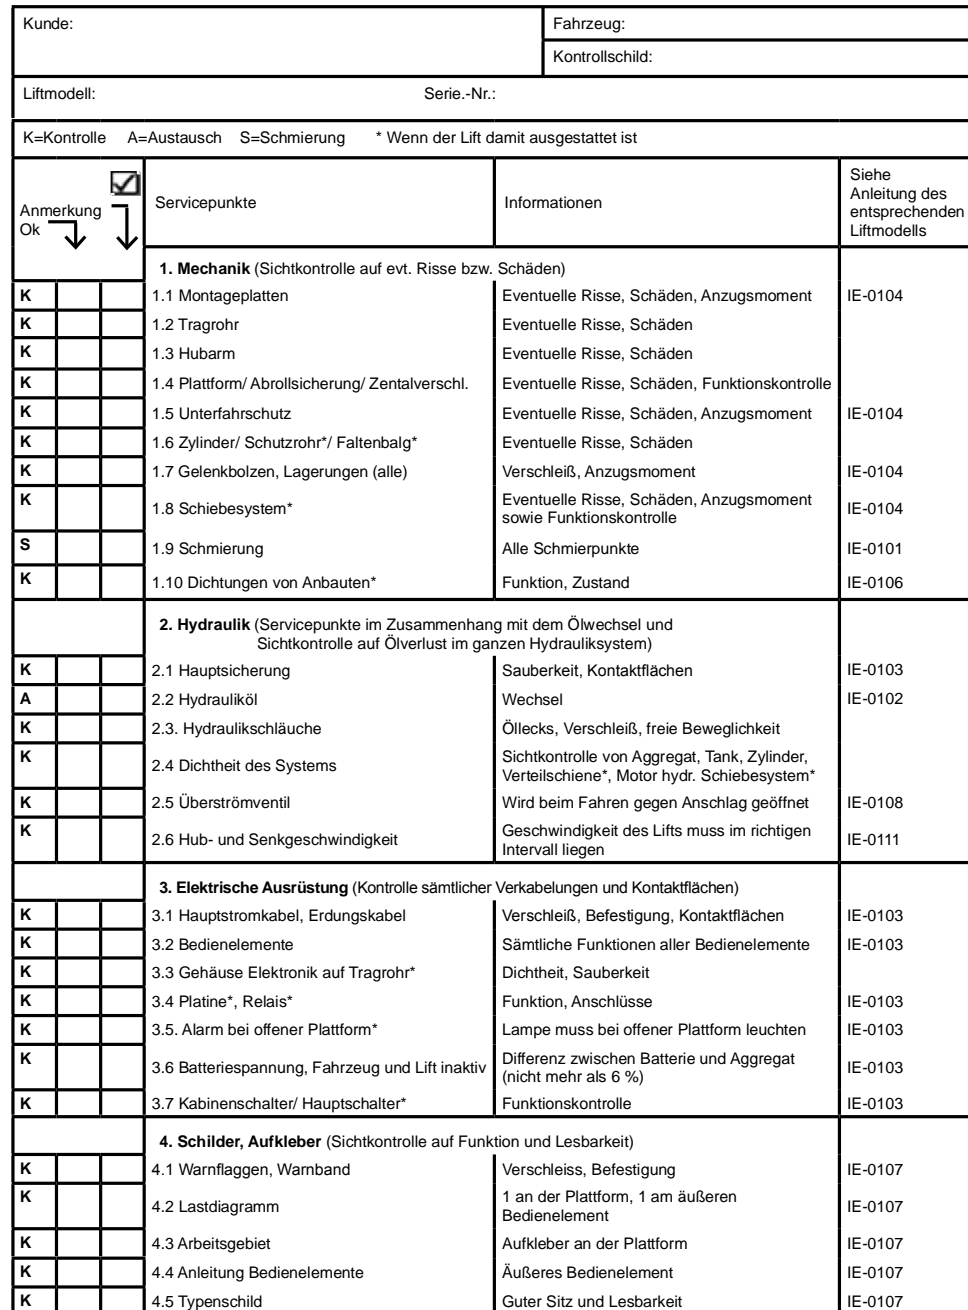 Kunde:
Fahrzeug:
Kontrollschild:
Liftmodell: Serie.-Nr.:
K=Kontrolle A=Austausch S=Schmierung * Wenn der Lift damit ausgestattet ist
Anmerkung
Ok
Servicepunkte
Informationen
Siehe
Anleitung des
entsprechenden
Liftmodells
1. Mechanik (Sichtkontrolle auf evt. Risse bzw. Schäden)
K 1.1 Montageplatten Eventuelle Risse, Schäden, Anzugsmoment IE-0104
K 1.2 Tragrohr Eventuelle Risse, Schäden
K 1.3 Hubarm Eventuelle Risse, Schäden
K 1.4 Plattform/ Abrollsicherung/ Zentalverschl. Eventuelle Risse, Schäden, Funktionskontrolle
K 1.5 Unterfahrschutz Eventuelle Risse, Schäden, Anzugsmoment IE-0104
K 1.6 Zylinder/ Schutzrohr*/ Faltenbalg* Eventuelle Risse, Schäden
K 1.7 Gelenkbolzen, Lagerungen (alle) Verschleiß, Anzugsmoment IE-0104
K 1.8 Schiebesystem* Eventuelle Risse, Schäden, Anzugsmoment
sowie Funktionskontrolle IE-0104
S 1.9 Schmierung Alle Schmierpunkte IE-0101
K 1.10 Dichtungen von Anbauten* Funktion, Zustand IE-0106
2. Hydraulik (Servicepunkte im Zusammenhang mit dem Ölwechsel und
Sichtkontrolle auf Ölverlust im ganzen Hydrauliksystem)
K 2.1 Hauptsicherung Sauberkeit, Kontaktflächen IE-0103
A 2.2 Hydrauliköl Wechsel IE-0102
K 2.3. Hydraulikschläuche Öllecks, Verschleiß, freie Beweglichkeit
K 2.4 Dichtheit des Systems Sichtkontrolle von Aggregat, Tank, Zylinder,
Verteilschiene*, Motor hydr. Schiebesystem*
K 2.5 Überströmventil Wird beim Fahren gegen Anschlag geöffnet IE-0108
K 2.6 Hub- und Senkgeschwindigkeit Geschwindigkeit des Lifts muss im richtigen
Intervall liegen IE-0111
3. Elektrische Ausrüstung (Kontrolle sämtlicher Verkabelungen und Kontaktflächen)
K 3.1 Hauptstromkabel, Erdungskabel Verschleiß, Befestigung, Kontaktflächen IE-0103
K 3.2 Bedienelemente Sämtliche Funktionen aller Bedienelemente IE-0103
K 3.3 Gehäuse Elektronik auf Tragrohr* Dichtheit, Sauberkeit
K 3.4 Platine*, Relais* Funktion, Anschlüsse IE-0103
K 3.5. Alarm bei offener Plattform* Lampe muss bei offener Plattform leuchten IE-0103
K 3.6 Batteriespannung, Fahrzeug und Lift inaktiv Differenz zwischen Batterie und Aggregat
(nicht mehr als 6 %) IE-0103
K 3.7 Kabinenschalter/ Hauptschalter* Funktionskontrolle IE-0103
4. Schilder, Aufkleber (Sichtkontrolle auf Funktion und Lesbarkeit)
K 4.1 Warnflaggen, Warnband Verschleiss, Befestigung IE-0107
K 4.2 Lastdiagramm 1 an der Plattform, 1 am äußeren
Bedienelement IE-0107
K 4.3 Arbeitsgebiet Aufkleber an der Plattform IE-0107
K 4.4 Anleitung Bedienelemente Äußeres Bedienelement IE-0107
K 4.5 Typenschild Guter Sitz und Lesbarkeit IE-0107